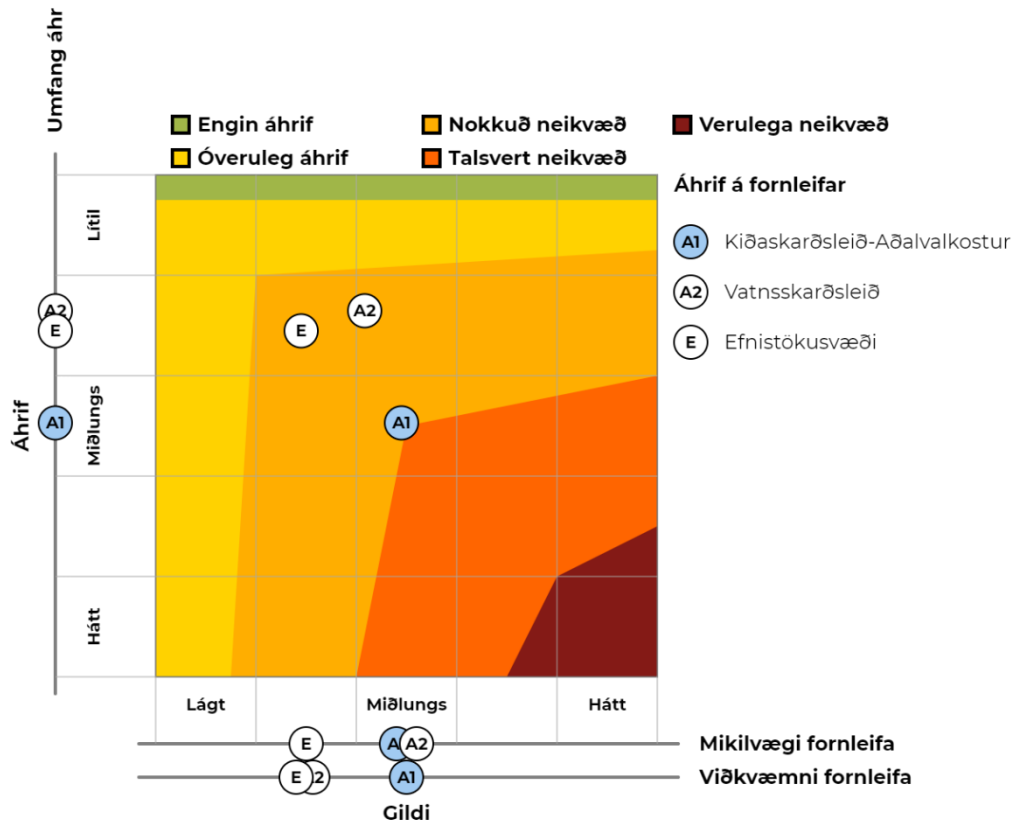 Umfang áhr
Engin áhrif
Nokkuð neikvæð
Verulega neikvæð
Óveruleg áhrif
Talsvert neikvæð
Áhrif á fornleifar
A1 Kiðaskarðsleið-Aðalvalkostur
A2 Vatnsskarðsleið
E Efnistökusvæði
Lítil
A2
E
E
A2
Áhrif
A1
Miðlungs
A1
Hátt
Lágt
Miðlungs
Hátt
E
A
A2
Mikilvægi fornleifa
E
2
A1
Viðkvæmni fornleifa
Gildi